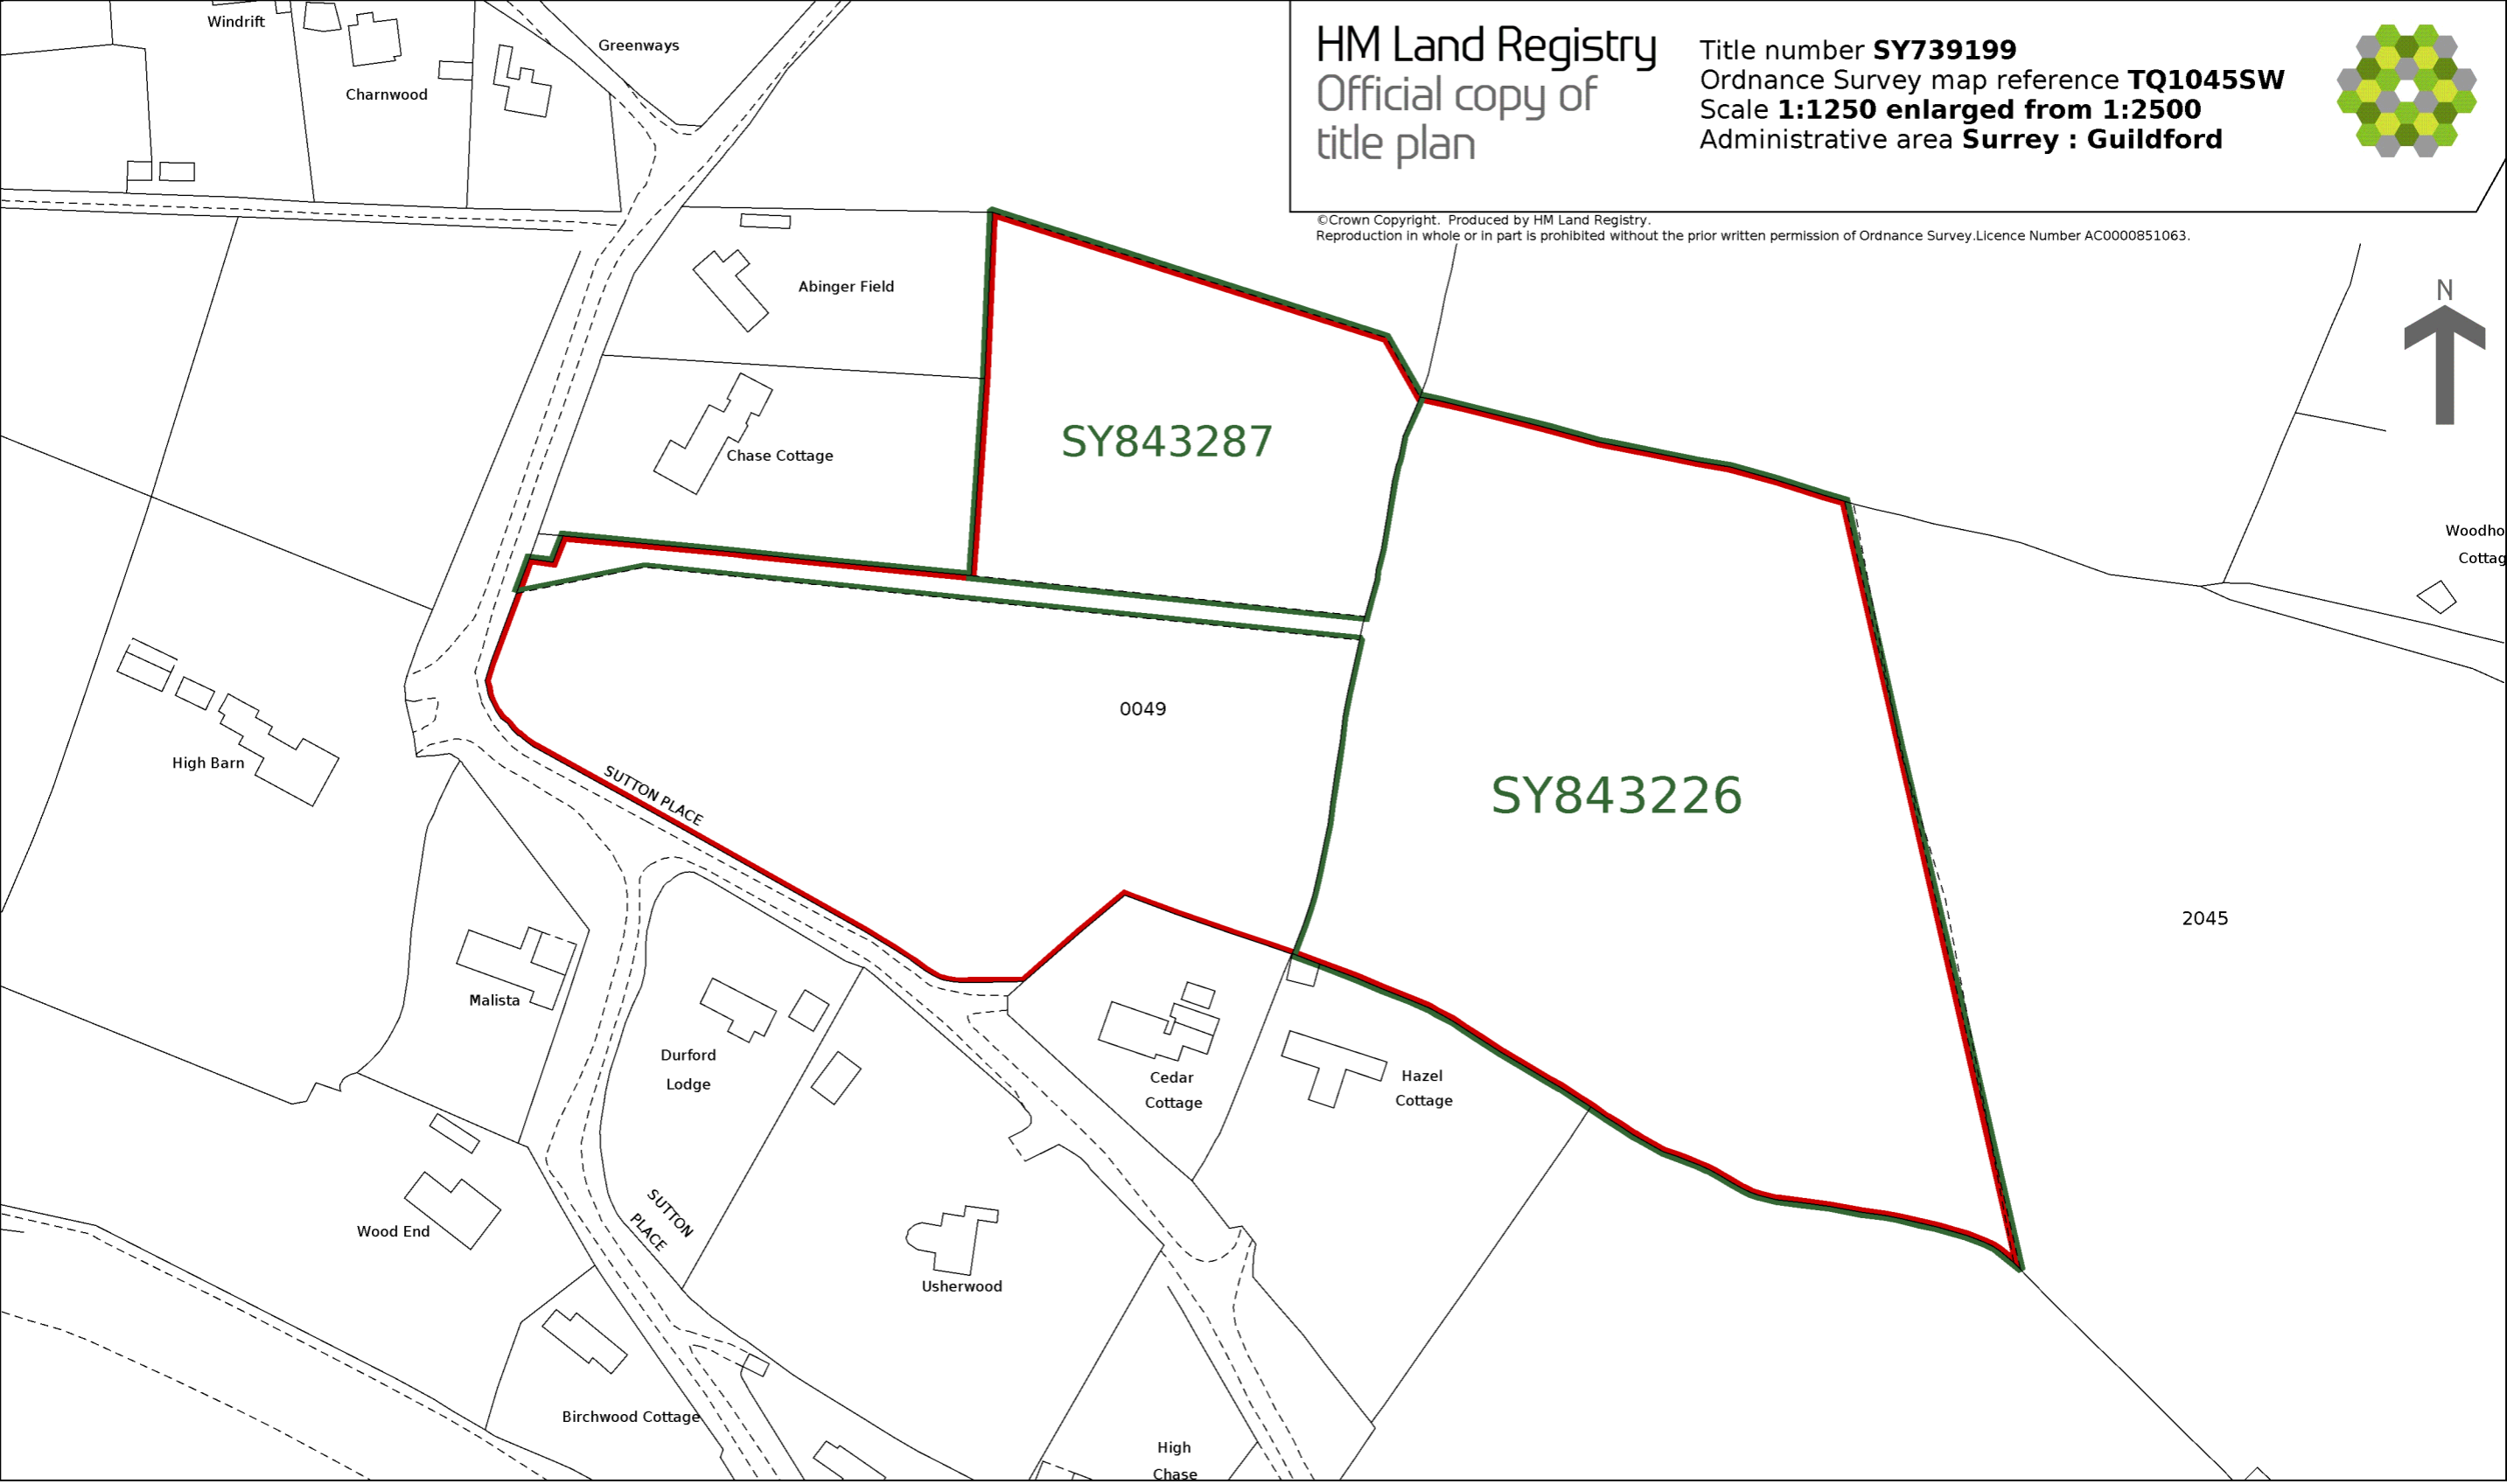 HM Land Registry
Official copy of
title plan
Title number SY739199
Ordnance Survey map reference TQ1045SW
Scale 1:1250 enlarged from 1:2500
Administrative area Surrey : Guildford
©Crown Copyright. Produced by HM Land Registry.
Reproduction in whole or in part is prohibited without the prior written permission of Ordnance Survey.Licence Number AC0000851063.
Windrift
Greenways
Charnwood
N
Abinger Field
SY843287
Chase Cottage
Woodho
Cottag
0049
High Barn
SUTTON PLACE
SY843226
2045
Malista
Durford
Lodge
Cedar
Cottage
Hazel
Cottage
Wood End
SUTTON
PLACE
Usherwood
Birchwood Cottage
High
Chase